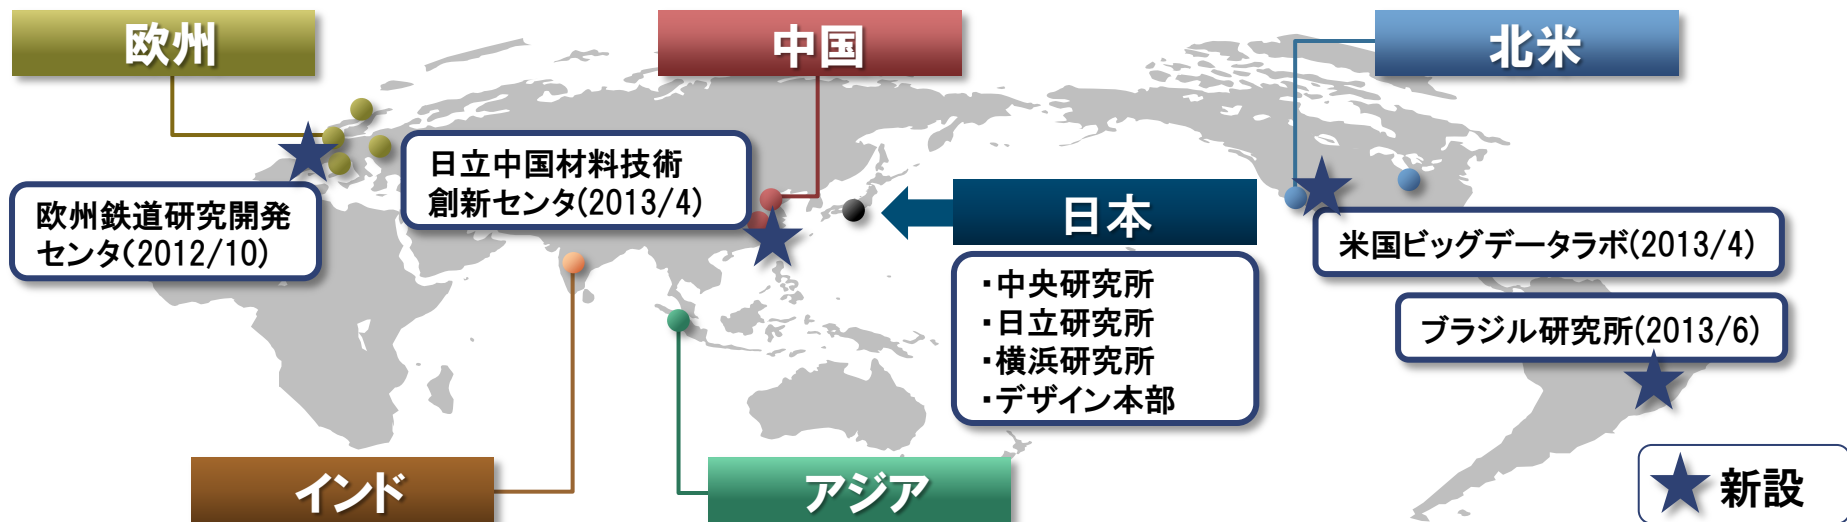 欧州
中国
北米
日立中国材料技術
創新センタ(2013/4)
欧州鉄道研究開発
センタ(2012/10)
日本
・中央研究所
・日立研究所
・横浜研究所
・デザイン本部
米国ビッグデータラボ(2013/4)
ブラジル研究所(2013/6)
インド
アジア
新設